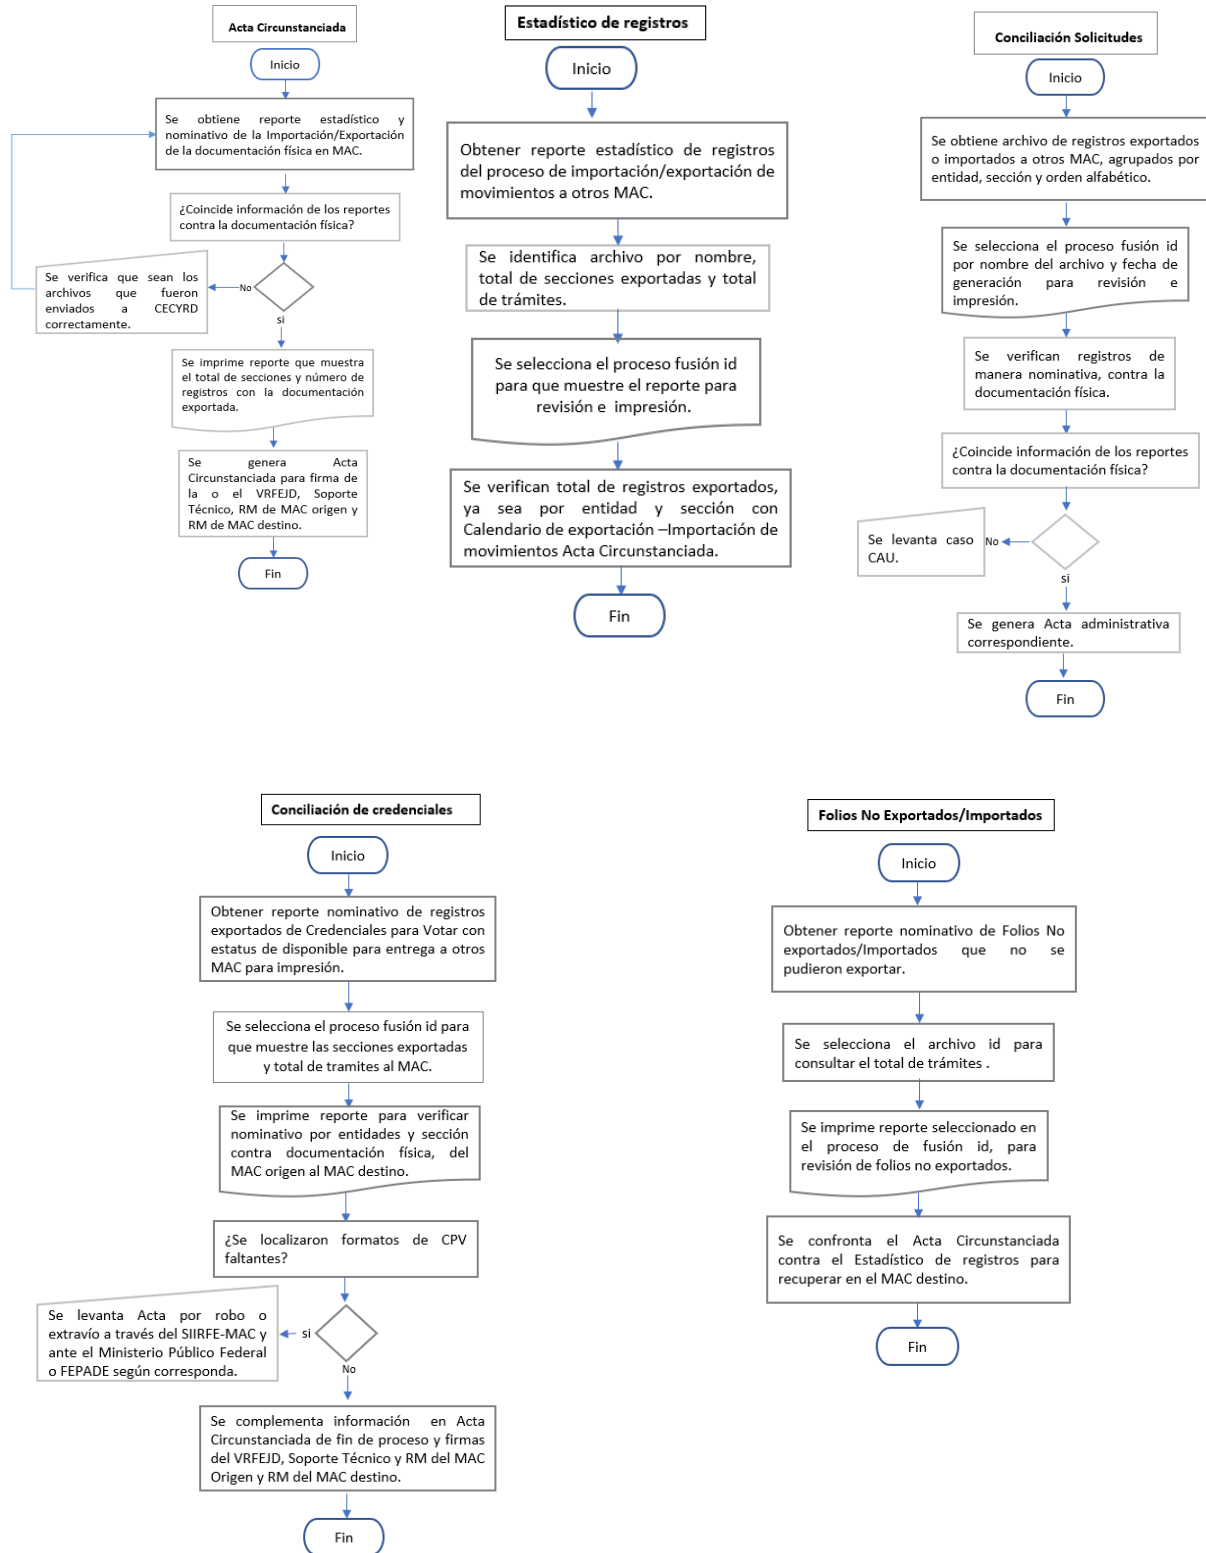 Acta Circunstanciada
Inicio
Se obtiene reporte estadístico y
nominativo de la Importación/Exportación
de la documentación física en MAC.
¿Coincide información de los reportes
contra la documentación física?
No
Se verifica que sean los
archivos que fueron
enviados a CECYRD
correctamente.
si
Se imprime reporte que muestra
el total de secciones y número de
registros con la documentación
exportada.
Se genera Acta
Circunstanciada para firma de
la o el VRFEJD, Soporte
Técnico, RM de MAC origen y
RM de MAC destino.
Fin
Estadístico de registros
Inicio
Obtener reporte estadístico de registros
del proceso de importación/exportación de
movimientos a otros MAC.
Se identifica archivo por nombre,
total de secciones exportadas y total
de trámites.
Se selecciona el proceso fusión id
para que muestre el reporte para
revisión e impresión.
Se verifican total de registros exportados,
ya sea por entidad y sección con
Calendario de exportación –Importación de
movimientos Acta Circunstanciada.
Fin
Conciliación Solicitudes
Inicio
Se obtiene archivo de registros exportados
o importados a otros MAC, agrupados por
entidad, sección y orden alfabético.
Se selecciona el proceso fusión id
por nombre del archivo y fecha de
generación para revisión e
impresión.
Se verifican registros de
manera nominativa, contra la
documentación física.
¿Coincide información de los reportes
contra la documentación física?
No
Se levanta caso
CAU.
si
Se genera Acta administrativa
correspondiente.
Fin
Conciliación de credenciales
Inicio
Obtener reporte nominativo de registros
exportados de Credenciales para Votar con
estatus de disponible para entrega a otros
MAC para impresión.
Se selecciona el proceso fusión id para
que muestre las secciones exportadas
y total de tramites al MAC.
Se imprime reporte para verificar
nominativo por entidades y sección
contra documentación física, del
MAC origen al MAC destino.
¿Se localizaron formatos de CPV
faltantes?
si
Se levanta Acta por robo o
extravío a través del SIIRFE-MAC y
ante el Ministerio Público Federal
o FEPADE según corresponda.
No
Se complementa información en Acta
Circunstanciada de fin de proceso y firmas
del VRFEJD, Soporte Técnico y RM del MAC
Origen y RM del MAC destino.
Fin
Folios No Exportados/Importados
Inicio
Obtener reporte nominativo de Folios No
exportados/Importados que no se
pudieron exportar.
Se selecciona el archivo id para
consultar el total de trámites .
Se imprime reporte seleccionado en
el proceso de fusión id, para
revisión de folios no exportados.
Se confronta el Acta Circunstanciada
contra el Estadístico de registros para
recuperar en el MAC destino.
Fin